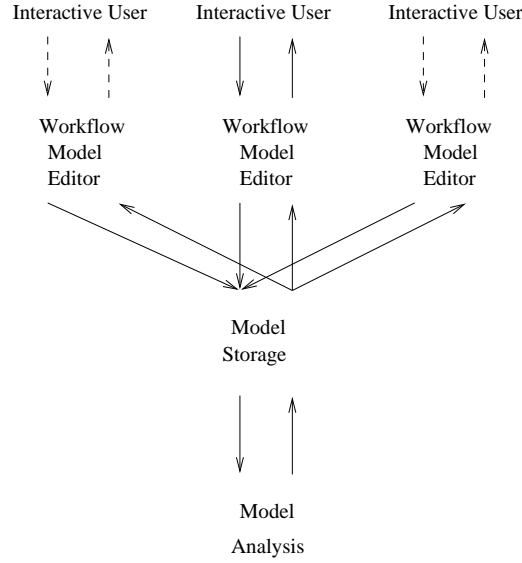 Interactive User
Interactive User
Interactive User
Workflow
Model
Editor
Workflow
Model
Editor
Workflow
Model
Editor
Model
Storage
Model
Analysis